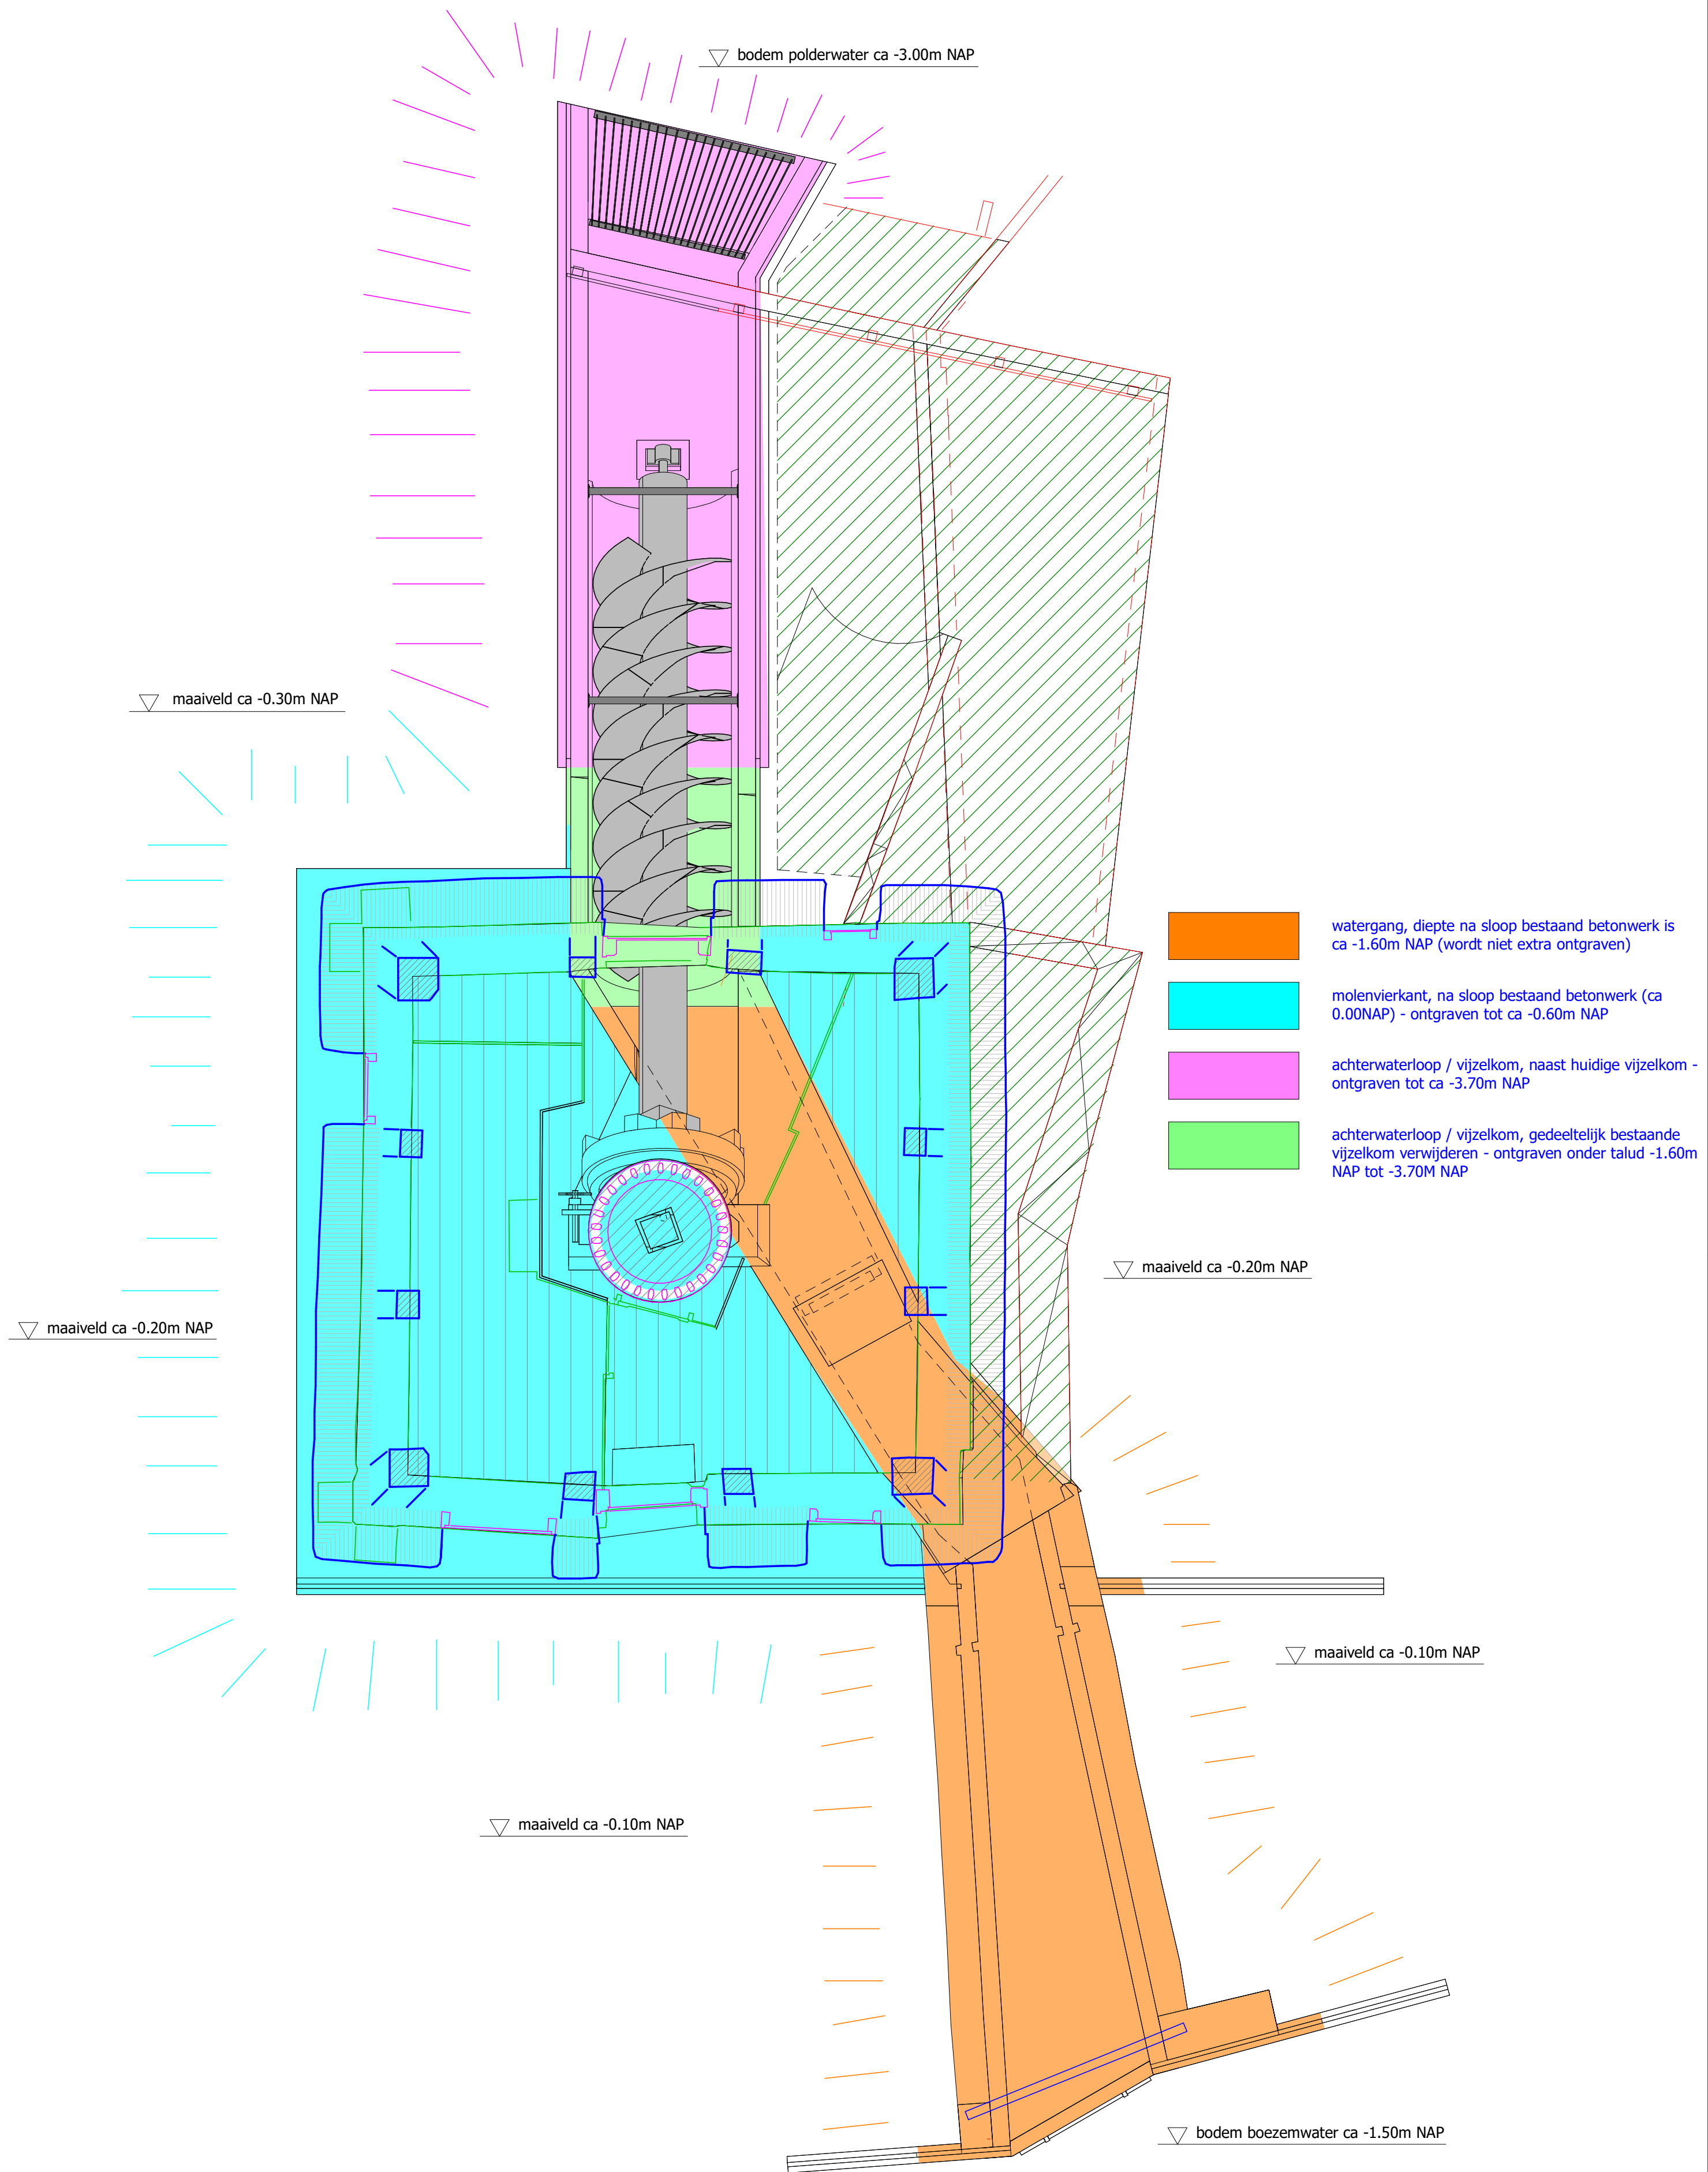 bodem polderwater ca -3.00m NAP
maaiveld ca -0.30m NAP
watergang, diepte na sloop bestaand betonwerk is
ca -1.60m NAP (wordt niet extra ontgraven)
molenvierkant, na sloop bestaand betonwerk (ca
0.00NAP) - ontgraven tot ca -0.60m NAP
achterwaterloop / vijzelkom, naast huidige vijzelkom -
ontgraven tot ca -3.70m NAP
achterwaterloop / vijzelkom, gedeeltelijk bestaande
vijzelkom verwijderen - ontgraven onder talud -1.60m
NAP tot -3.70M NAP
maaiveld ca -0.20m NAP
maaiveld ca -0.20m NAP
maaiveld ca -0.10m NAP
maaiveld ca -0.10m NAP
bodem boezemwater ca -1.50m NAP